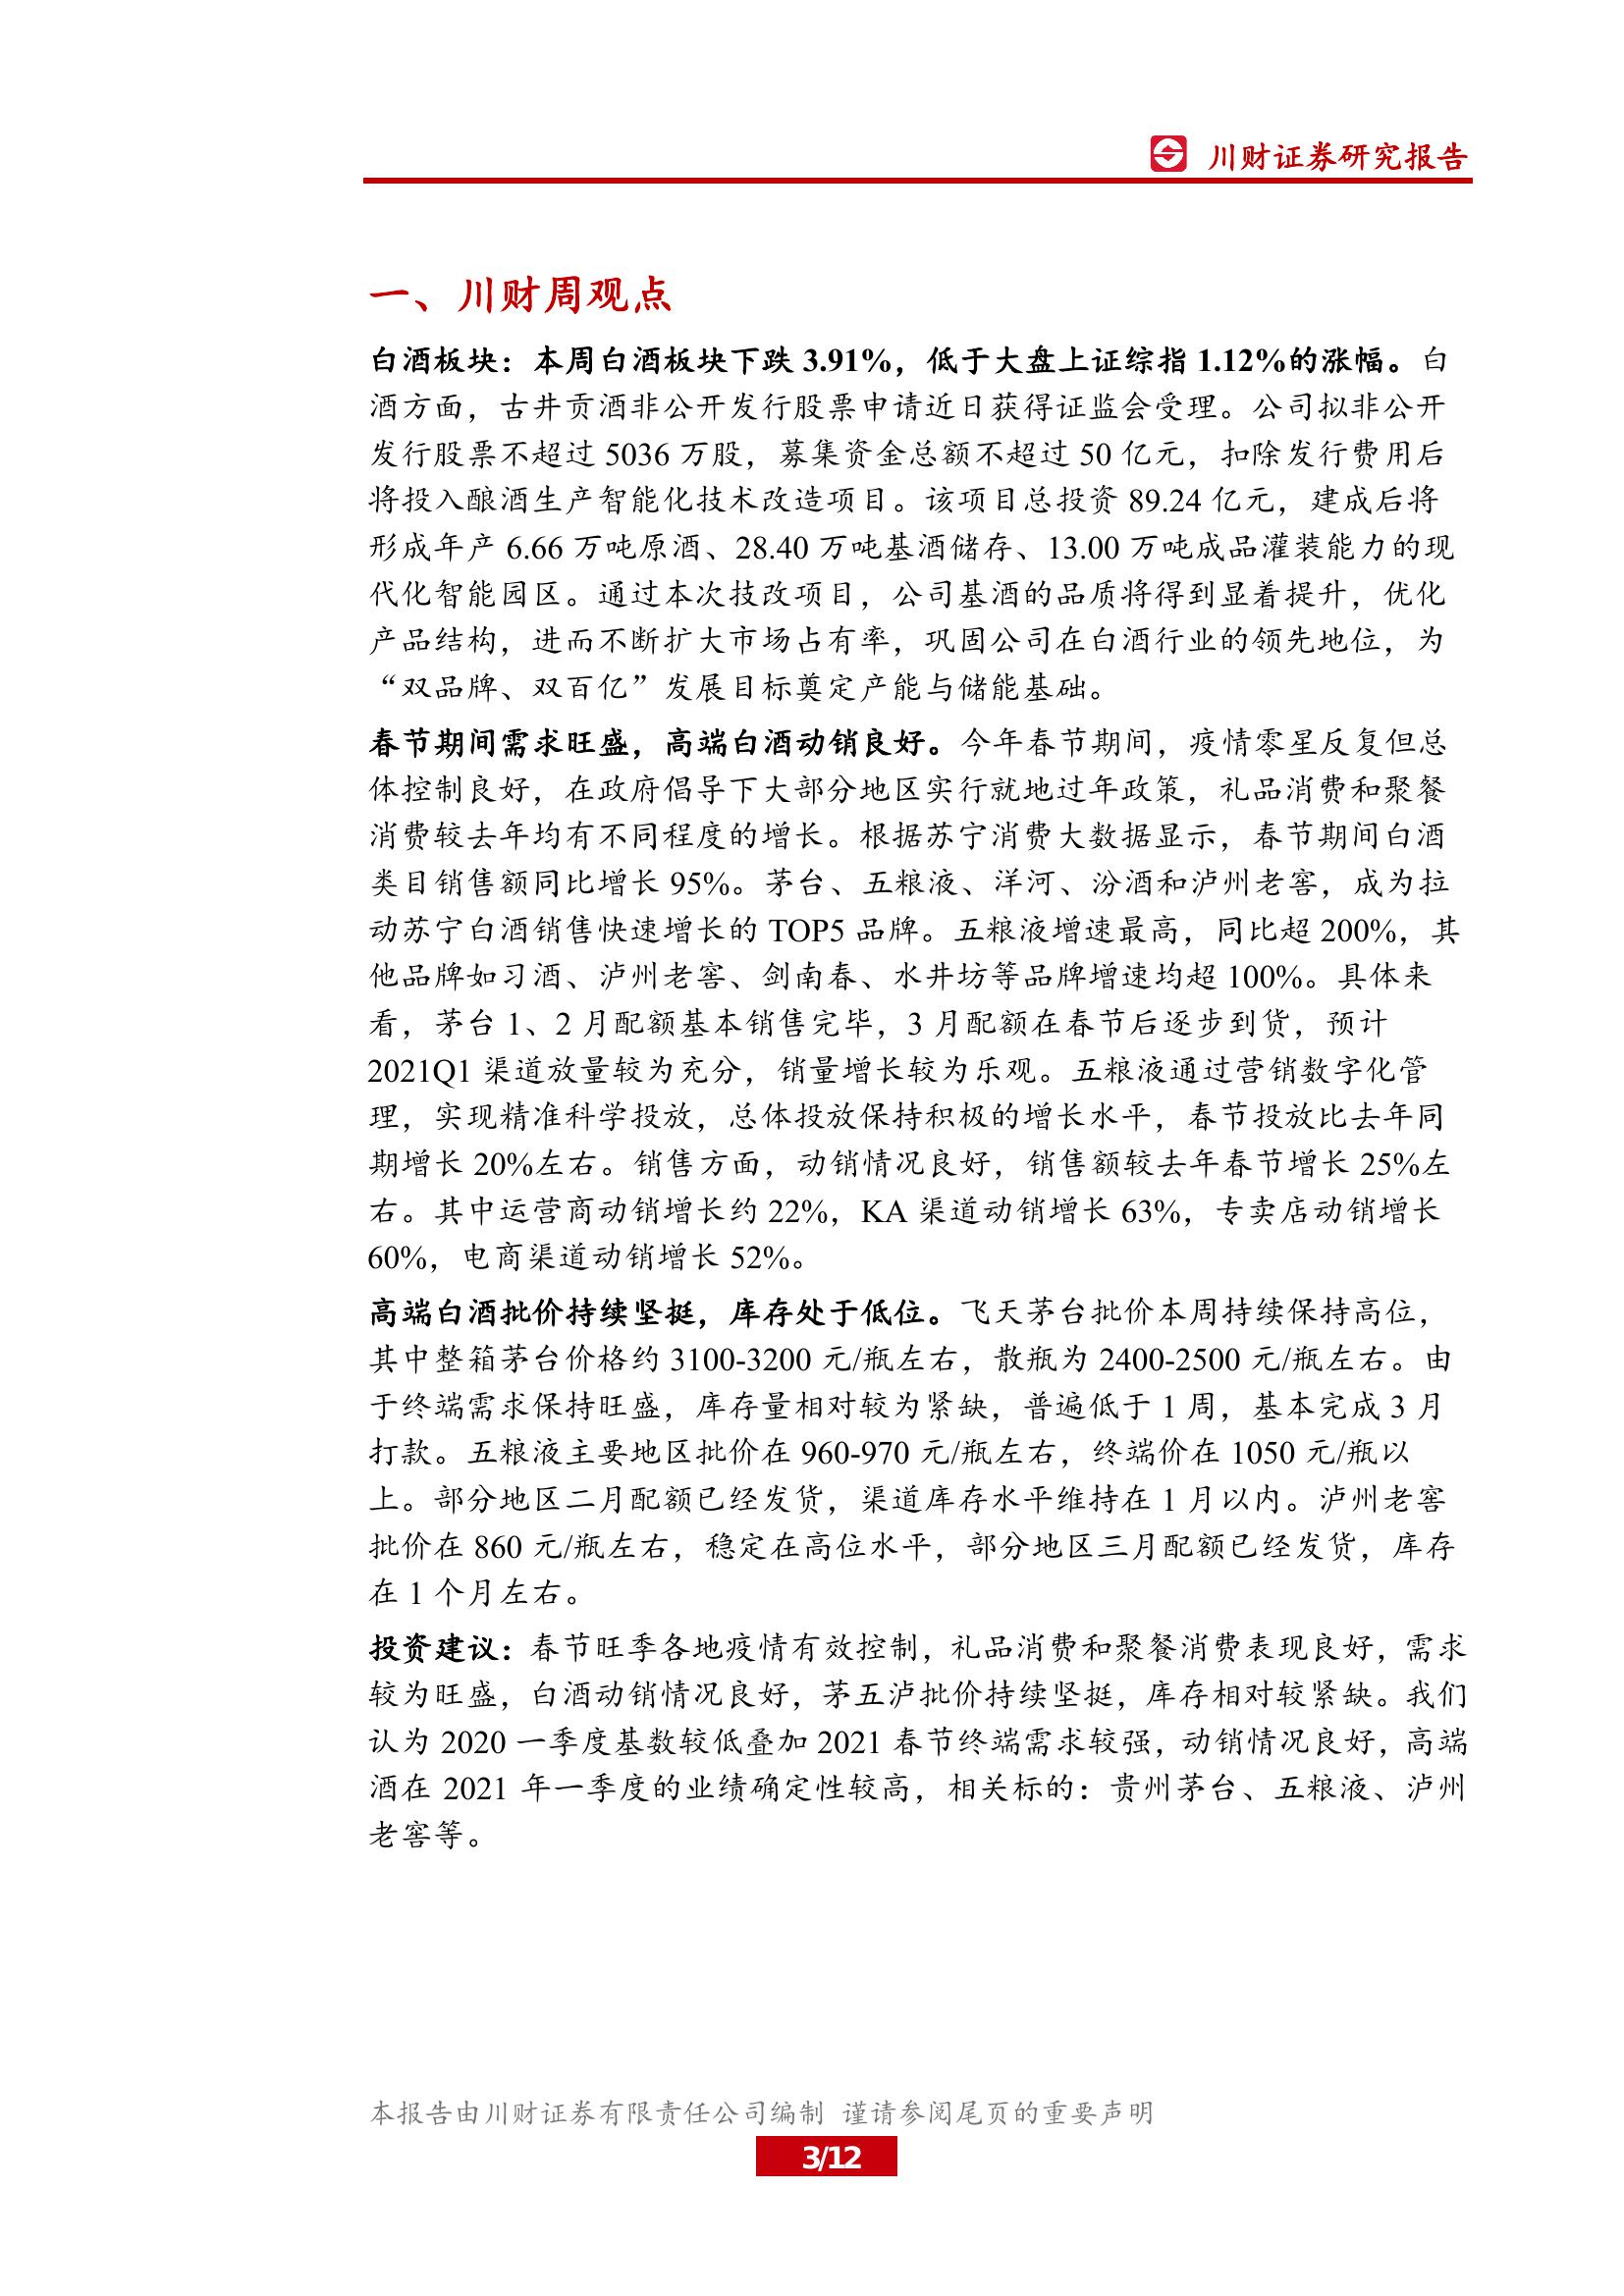 川财证券研究报告
一、川财周观点
白酒板块：本周白酒板块下跌 3.91%，低于大盘上证综指 1.12%的涨幅。白
酒方面，古井贡酒非公开发行股票申请近日获得证监会受理。公司拟非公开
发行股票不超过 5036 万股，募集资金总额不超过 50 亿元，扣除发行费用后
将投入酿酒生产智能化技术改造项目。该项目总投资 89.24 亿元，建成后将
形成年产 6.66 万吨原酒、28.40 万吨基酒储存、13.00 万吨成品灌装能力的现
代化智能园区。通过本次技改项目，公司基酒的品质将得到显着提升，优化
产品结构，进而不断扩大市场占有率，巩固公司在白酒行业的领先地位，为
“双品牌、双百亿”发展目标奠定产能与储能基础。
春节期间需求旺盛，高端白酒动销良好。今年春节期间，疫情零星反复但总
体控制良好，在政府倡导下大部分地区实行就地过年政策，礼品消费和聚餐
消费较去年均有不同程度的增长。根据苏宁消费大数据显示，春节期间白酒
类目销售额同比增长 95%。茅台、五粮液、洋河、汾酒和泸州老窖，成为拉
动苏宁白酒销售快速增长的 TOP5 品牌。五粮液增速最高，同比超 200%，其
他品牌如习酒、泸州老窖、剑南春、水井坊等品牌增速均超 100%。具体来
看，茅台 1、2 月配额基本销售完毕，3 月配额在春节后逐步到货，预计
2021Q1 渠道放量较为充分，销量增长较为乐观。五粮液通过营销数字化管
理，实现精准科学投放，总体投放保持积极的增长水平，春节投放比去年同
期增长 20%左右。销售方面，动销情况良好，销售额较去年春节增长 25%左
右。其中运营商动销增长约 22%，KA 渠道动销增长 63%，专卖店动销增长
60%，电商渠道动销增长 52%。
高端白酒批价持续坚挺，库存处于低位。飞天茅台批价本周持续保持高位，
其中整箱茅台价格约 3100-3200 元/瓶左右，散瓶为 2400-2500 元/瓶左右。由
于终端需求保持旺盛，库存量相对较为紧缺，普遍低于 1 周，基本完成 3 月
打款。五粮液主要地区批价在 960-970 元/瓶左右，终端价在 1050 元/瓶以
上。部分地区二月配额已经发货，渠道库存水平维持在 1 月以内。泸州老窖
批价在 860 元/瓶左右，稳定在高位水平，部分地区三月配额已经发货，库存
在 1 个月左右。
投资建议：春节旺季各地疫情有效控制，礼品消费和聚餐消费表现良好，需求
较为旺盛，白酒动销情况良好，茅五泸批价持续坚挺，库存相对较紧缺。我们
认为 2020 一季度基数较低叠加 2021 春节终端需求较强，动销情况良好，高端
酒在 2021 年一季度的业绩确定性较高，相关标的：贵州茅台、五粮液、泸州
老窖等。
本报告由川财证券有限责任公司编制 谨请参阅尾页的重要声明
3/12